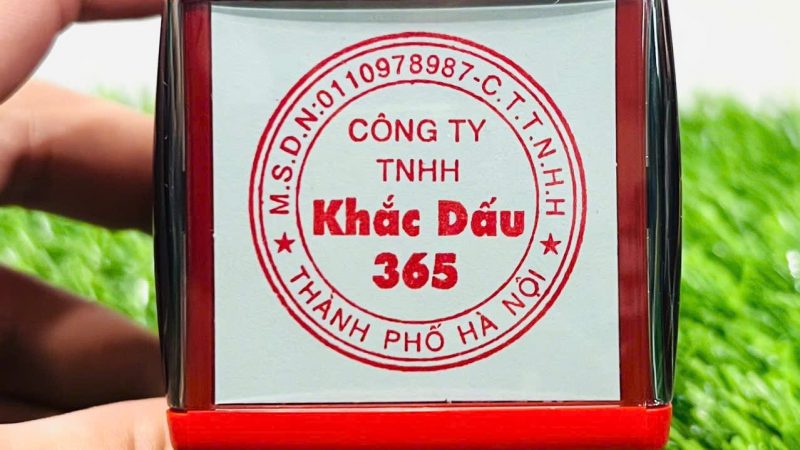 M.S.D.N:0110978987-C.T.T.N.H.H
CÔNG TY
TNHH
Khắc Dấu
365
★ THÀNH PHỐ HÀ NỘI ★